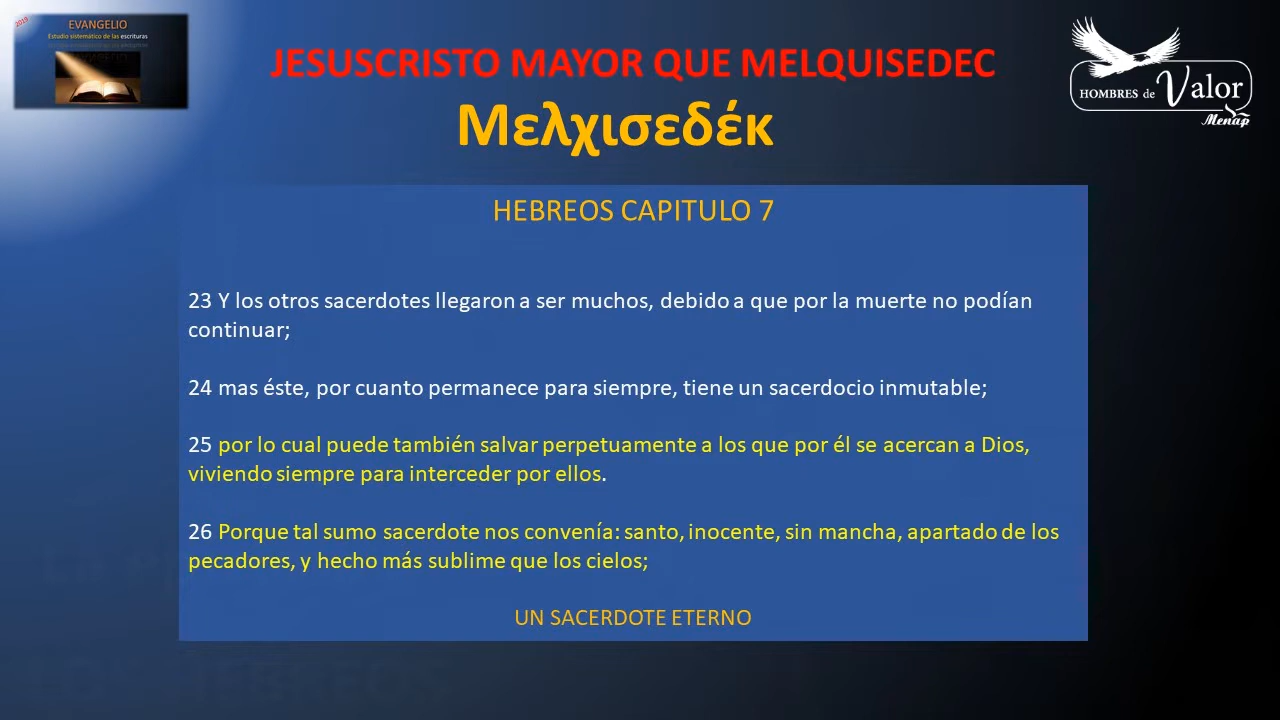 2019
EVANGELIO
Estudio sistemático de las escrituras
JESUSCRISTO MAYOR QUE MELQUISEDEC
Μελχισεδέκ
HOMBRES de Valor
Menap
HEBREOS CAPITULO 7
23 Y los otros sacerdotes llegaron a ser muchos, debido a que por la muerte no podían
continuar;
24 mas éste, por cuanto permanece para siempre, tiene un sacerdocio inmutable;
25 por lo cual puede también salvar perpetuamente a los que por él se acercan a Dios,
viviendo siempre para interceder por ellos.
26 Porque tal sumo sacerdote nos convenía: santo, inocente, sin mancha, apartado de los
pecadores, y hecho más sublime que los cielos;
UN SACERDOTE ETERNO